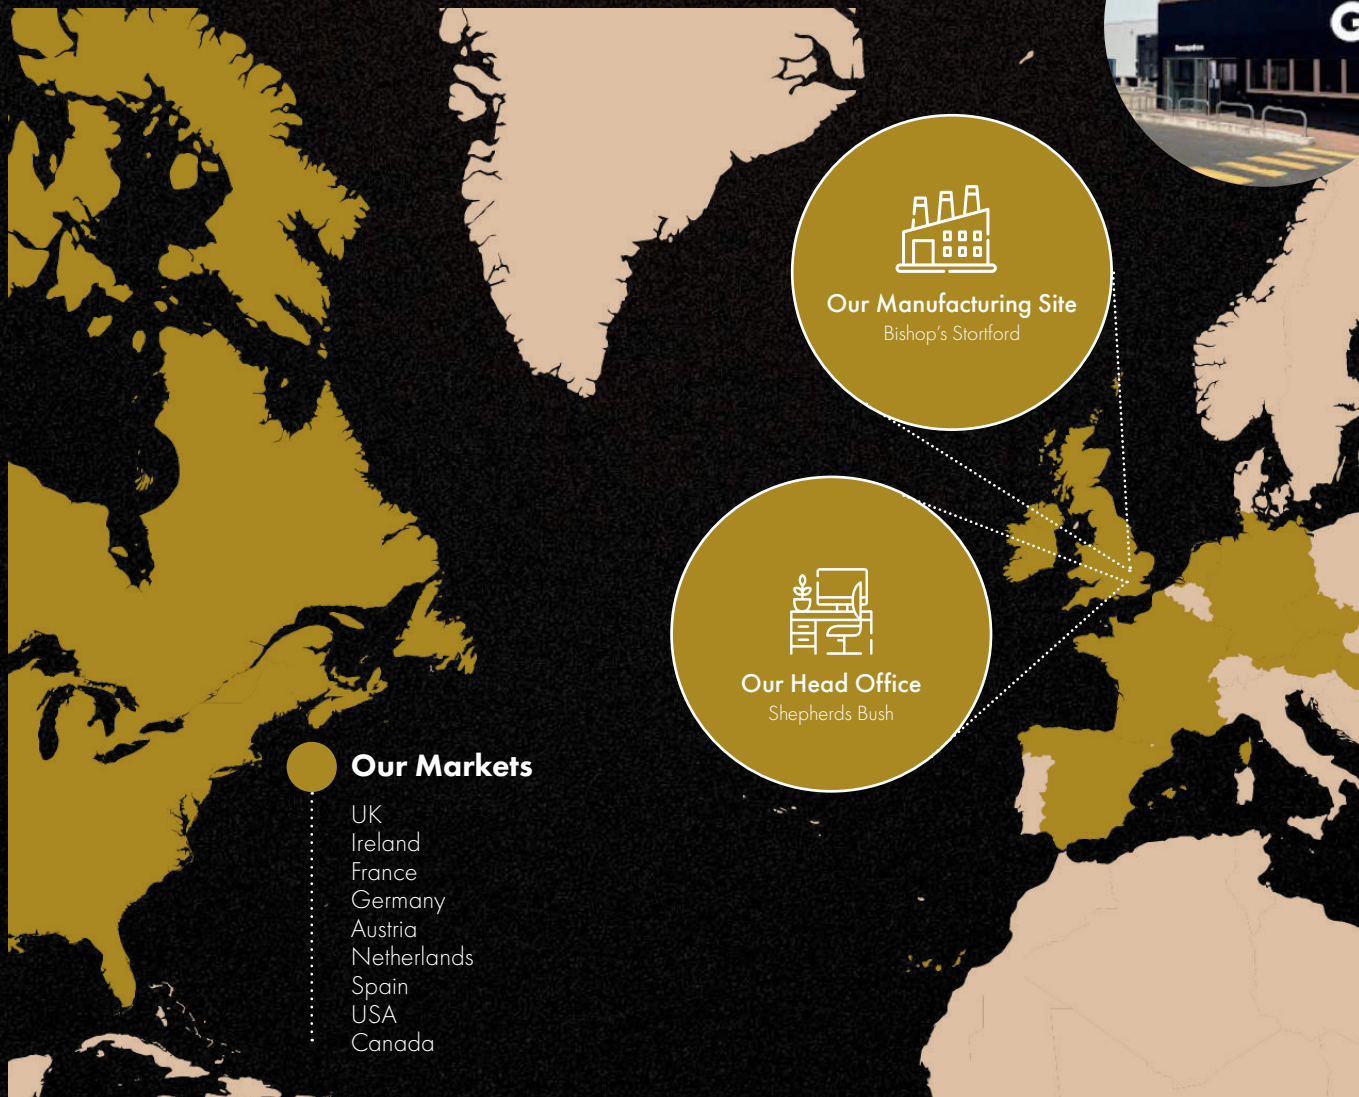 G
Reception
Our Manufacturing Site
Bishop's Stortford
Our Head Office
Shepherds Bush
Our Markets
UK
Ireland
France
Germany
Austria
Netherlands
Spain
USA
Canada